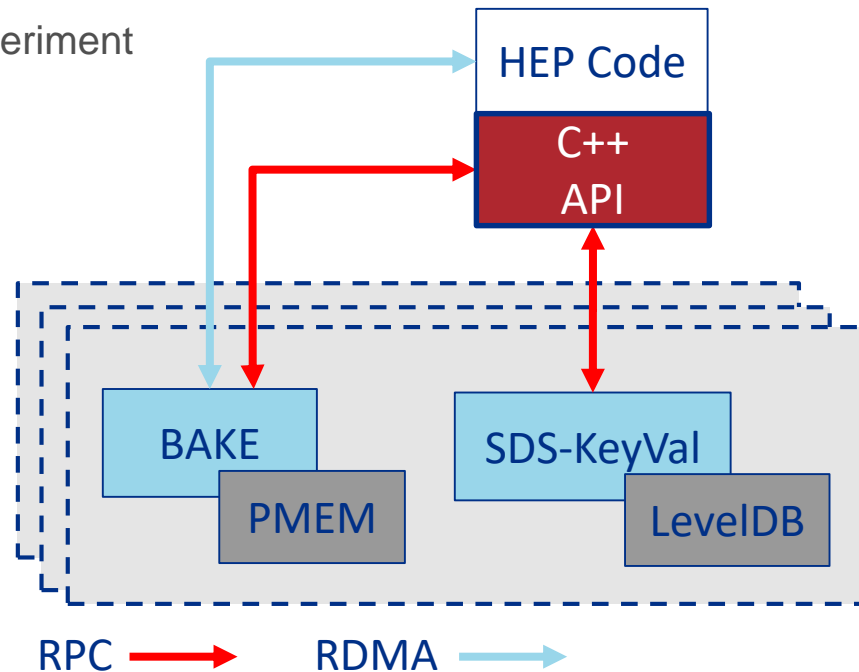 eriment
HEP Code
C++
API
BAKE
SDS-KeyVal
PMEM
LevelDB
RPC
RDMA